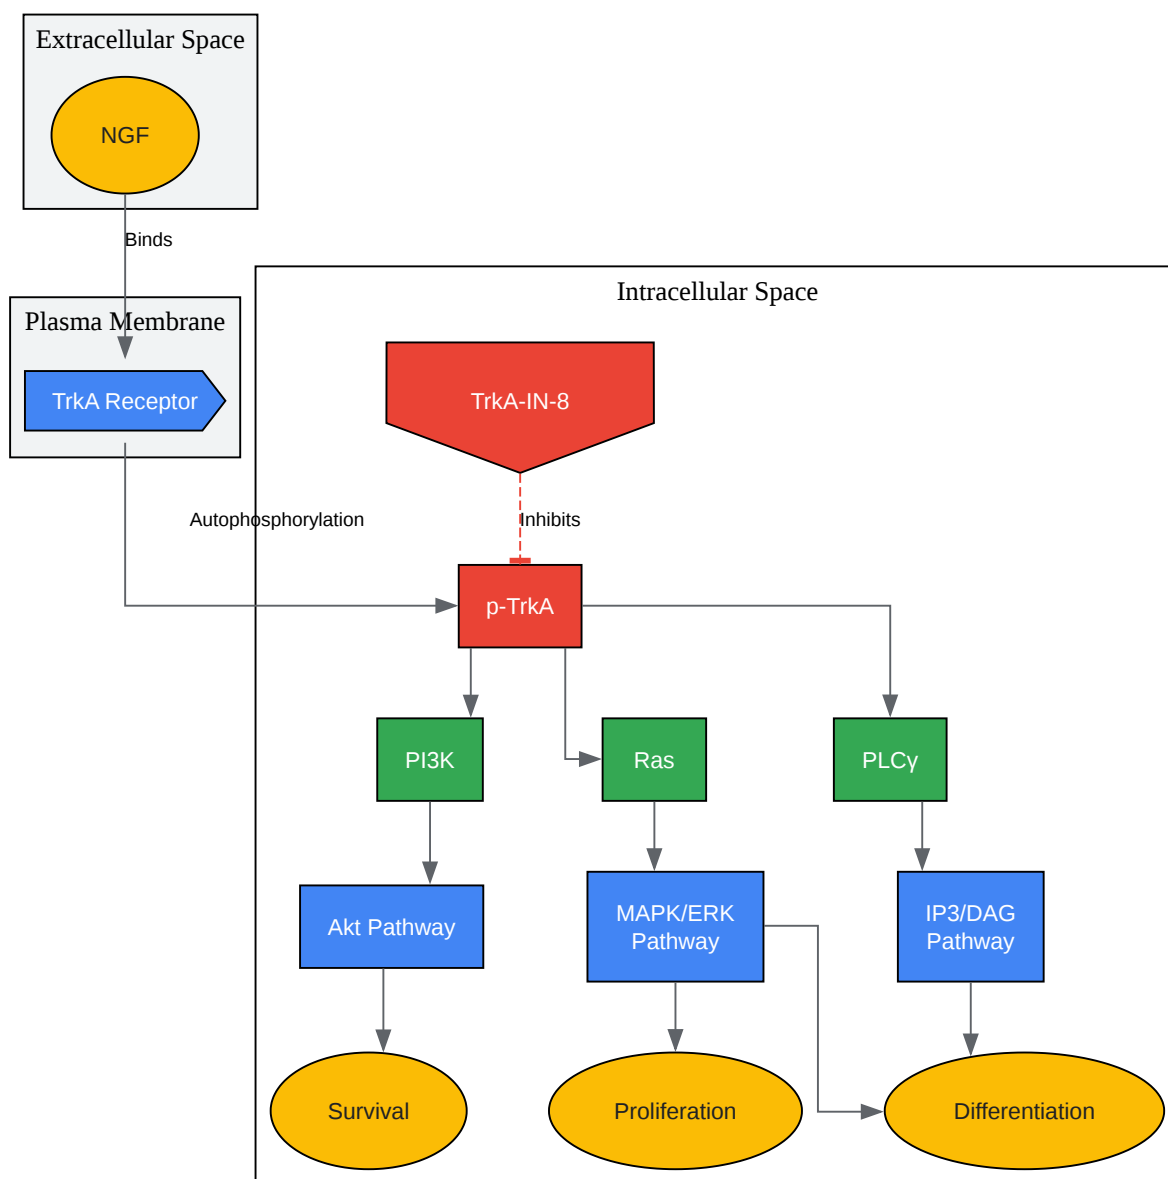 Extracellular Space
NGF
Binds
Plasma Membrane
TrkA Receptor
Intracellular Space
TrkA-IN-8
Autophosphorylation
Inhibits
p-TrkA
PI3K
Ras
PLCγ
Akt Pathway
MAPK/ERK
Pathway
IP3/DAG
Pathway
Survival
Proliferation
Differentiation